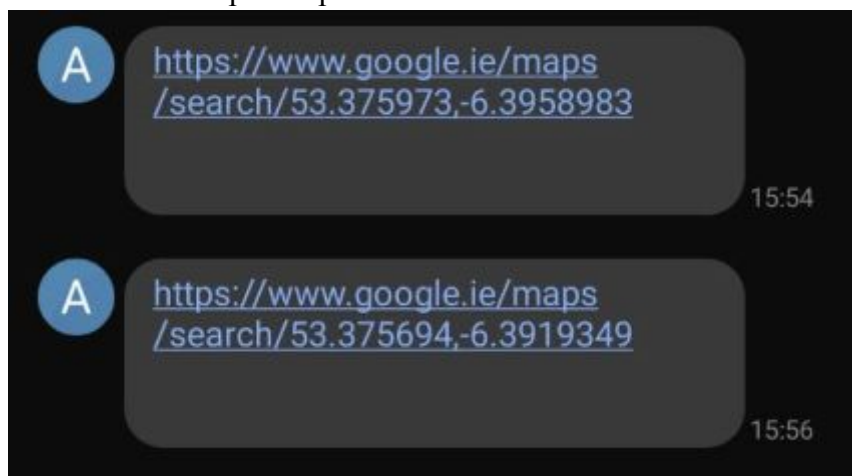 A
https://www.google.ie/maps
/search/53.375973,-6.3958983
15:54
A
https://www.google.ie/maps
/search/53.375694,-6.3919349
15:56